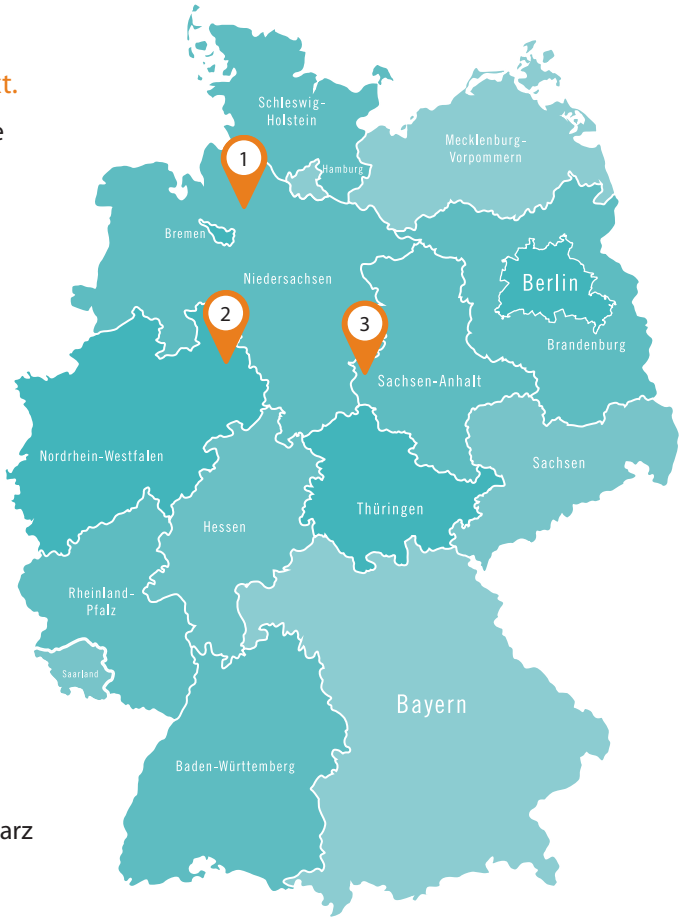 t.
e
Schleswig-
Holstein
Mecklenburg-
Vorpommern
1
Hamburg
Bremen
Niedersachsen
Berlin
2
3
Brandenburg
Sachsen-Anhalt
Nordrhein-Westfalen
Sachsen
Thüringen
Hessen
Rheinland-
Pfalz
Saarland
Bayern
Baden-Württemberg
arz